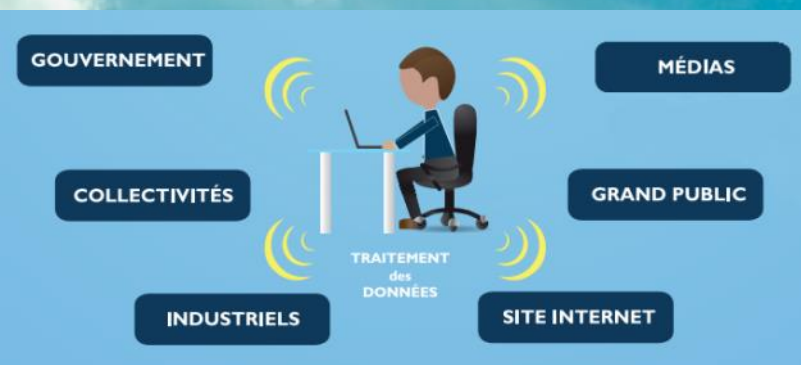 GOUVERNEMENT
MÉDIAS
COLLECTIVITÉS
GRAND PUBLIC
TRAITEMENT
des
DONNÉES
INDUSTRIELS
SITE INTERNET